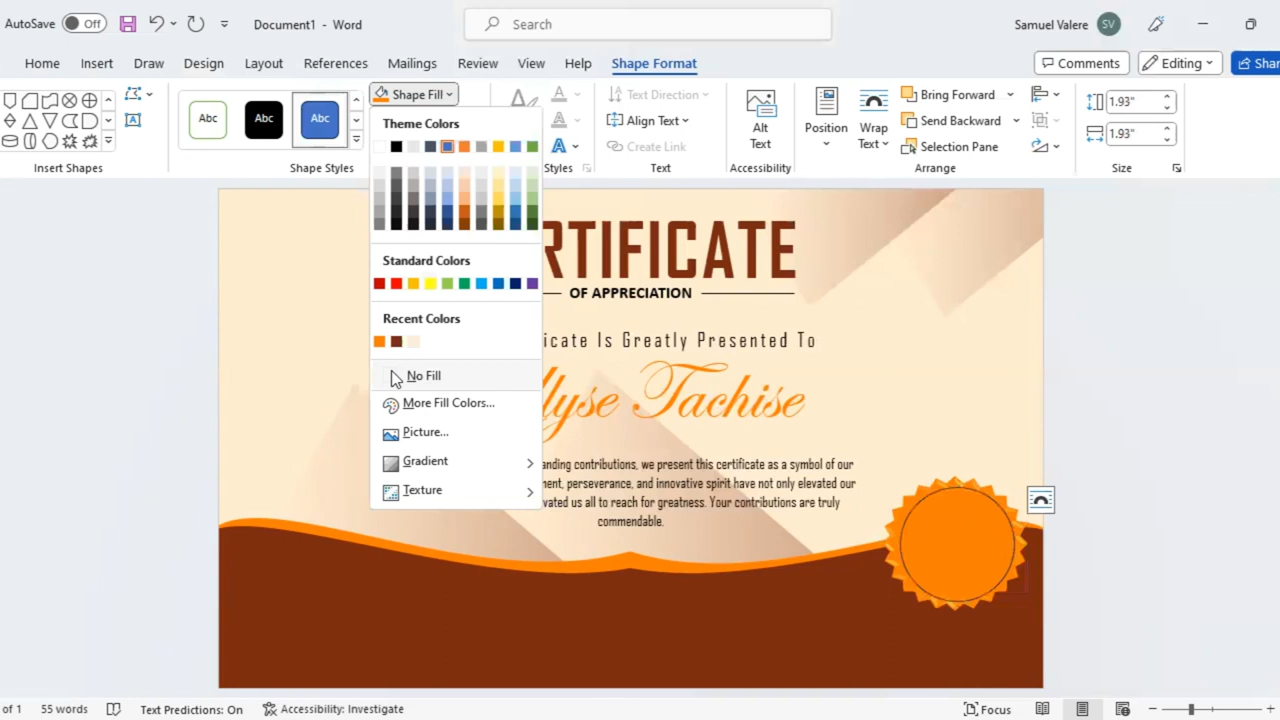 AutoSave Off Document1 - Word Search Samuel Valere SV
Home Insert Draw Design Layout References Mailings Review View Help Shape Format Comments Editing Shar
Abc Abc Abc
Shape Fill
Text Direction
Align Text
Create Link
Alt Text
Position
Wrap Text
Bring Forward
Send Backward
Selection Pane
1.93"
1.93"
Insert Shapes Shape Styles Styles Text Accessibility Arrange Size
Theme Colors
Standard Colors
Recent Colors
No Fill
More Fill Colors...
Picture...
Gradient
Texture
RTIFICATE
OF APPRECIATION
icate Is Greatly Presented To
llyse Tachise
anding contributions, we present this certificate as a symbol of our
ment, perseverance, and innovative spirit have not only elevated our
vated us all to reach for greatness. Your contributions are truly
commendable.
of 1 55 words Text Predictions: On Accessibility: Investigate Focus